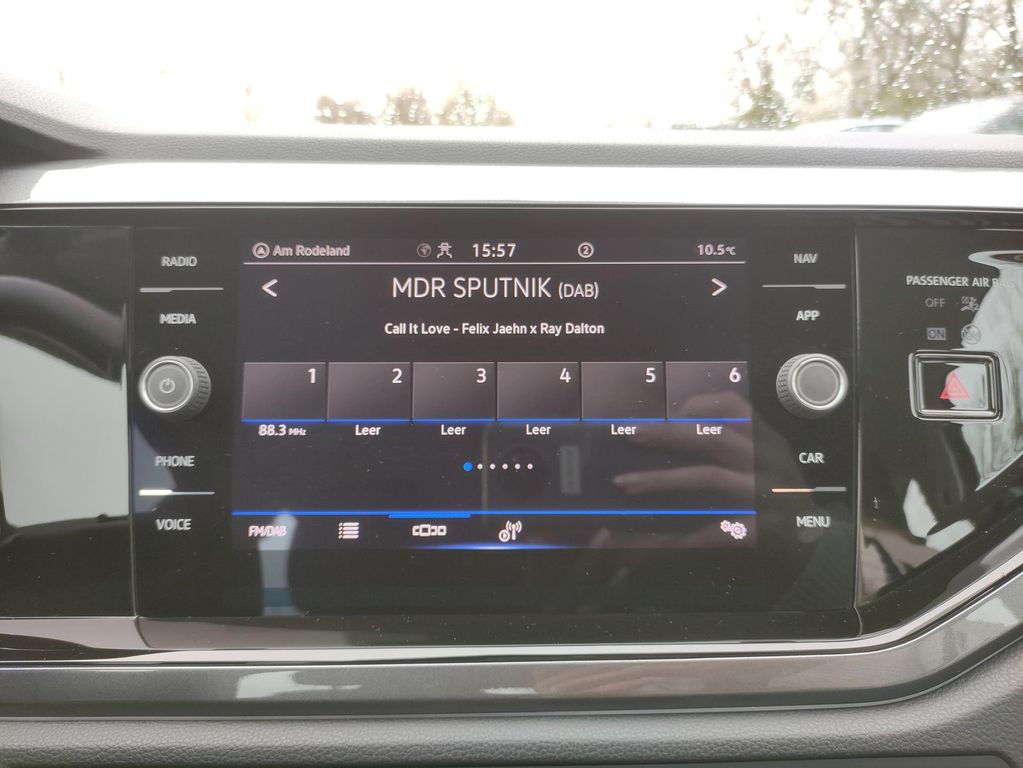 RADIO
MEDIA
PHONE
VOICE
Am Rodeland 15:57 2 10.5°C
< MDR SPUTNIK (DAB) >
Call It Love - Felix Jaehn x Ray Dalton
1 2 3 4 5 6
88.3 MHz Leer Leer Leer Leer Leer
FM/DAB
NAV
APP
CAR
MENU
PASSENGER AIR BAG
OFF
ON